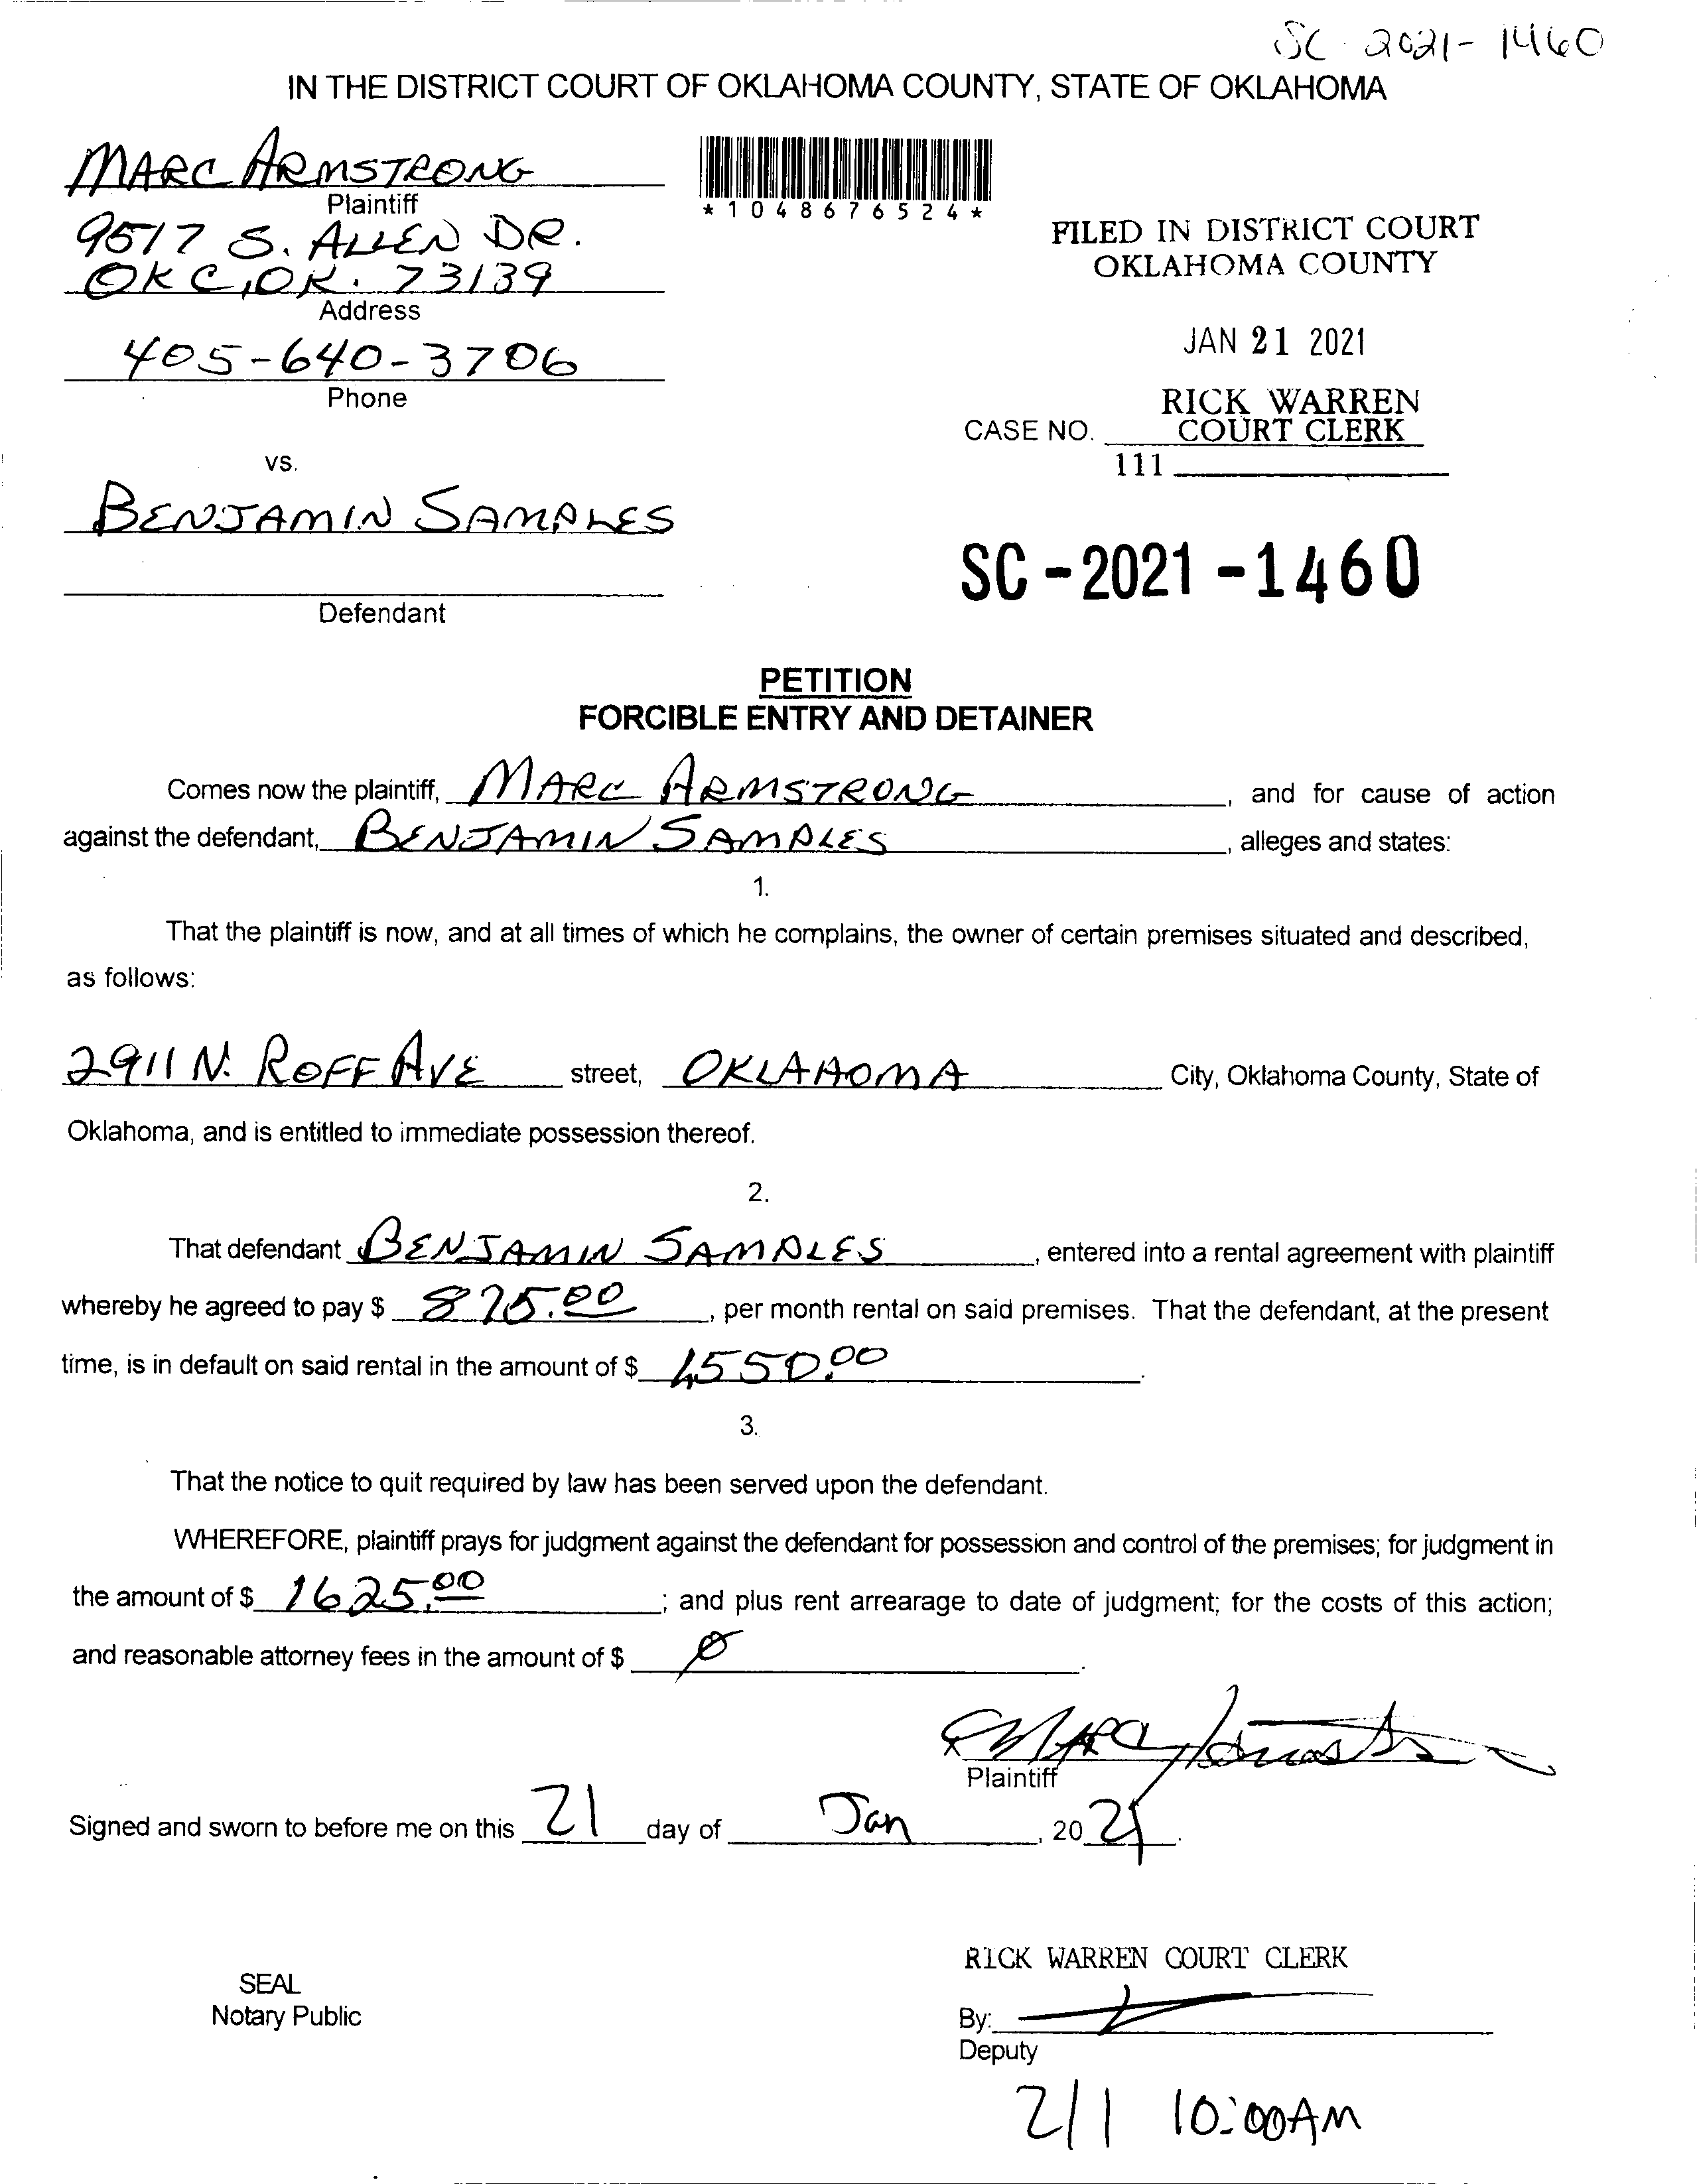 SC 2021-1460
IN THE DISTRICT COURT OF OKLAHOMA COUNTY, STATE OF OKLAHOMA
MARC ARMSTRONG
Plaintiff
9517 S. ALLEN DR.
OKC, OK. 73139
Address
405-640-3706
Phone
*1048676524*
FILED IN DISTRICT COURT
OKLAHOMA COUNTY
JAN 21 2021
RICK WARREN
CASE NO. COURT CLERK
111
vs.
BENJAMIN SAMPLES
Defendant
SC-2021-1460
PETITION
FORCIBLE ENTRY AND DETAINER
Comes now the plaintiff, MARC ARMSTRONG, and for cause of action
against the defendant, BENJAMIN SAMPLES, alleges and states:
1.
That the plaintiff is now, and at all times of which he complains, the owner of certain premises situated and described,
as follows:
2911 N. ROFF AVE street, OKLAHOMA City, Oklahoma County, State of
Oklahoma, and is entitled to immediate possession thereof.
2.
That defendant BENJAMIN SAMPLES, entered into a rental agreement with plaintiff
whereby he agreed to pay $ 875.00, per month rental on said premises. That the defendant, at the present
time, is in default on said rental in the amount of $ 1550.00.
3.
That the notice to quit required by law has been served upon the defendant.
WHEREFORE, plaintiff prays for judgment against the defendant for possession and control of the premises; for judgment in
the amount of $ 1625.00; and plus rent arrearage to date of judgment; for the costs of this action;
and reasonable attorney fees in the amount of $ Ø.
Plaintiff
Signed and sworn to before me on this 21 day of Jan, 2021.
RICK WARREN COURT CLERK
SEAL
Notary Public
By:
Deputy
2/1 10:00AM